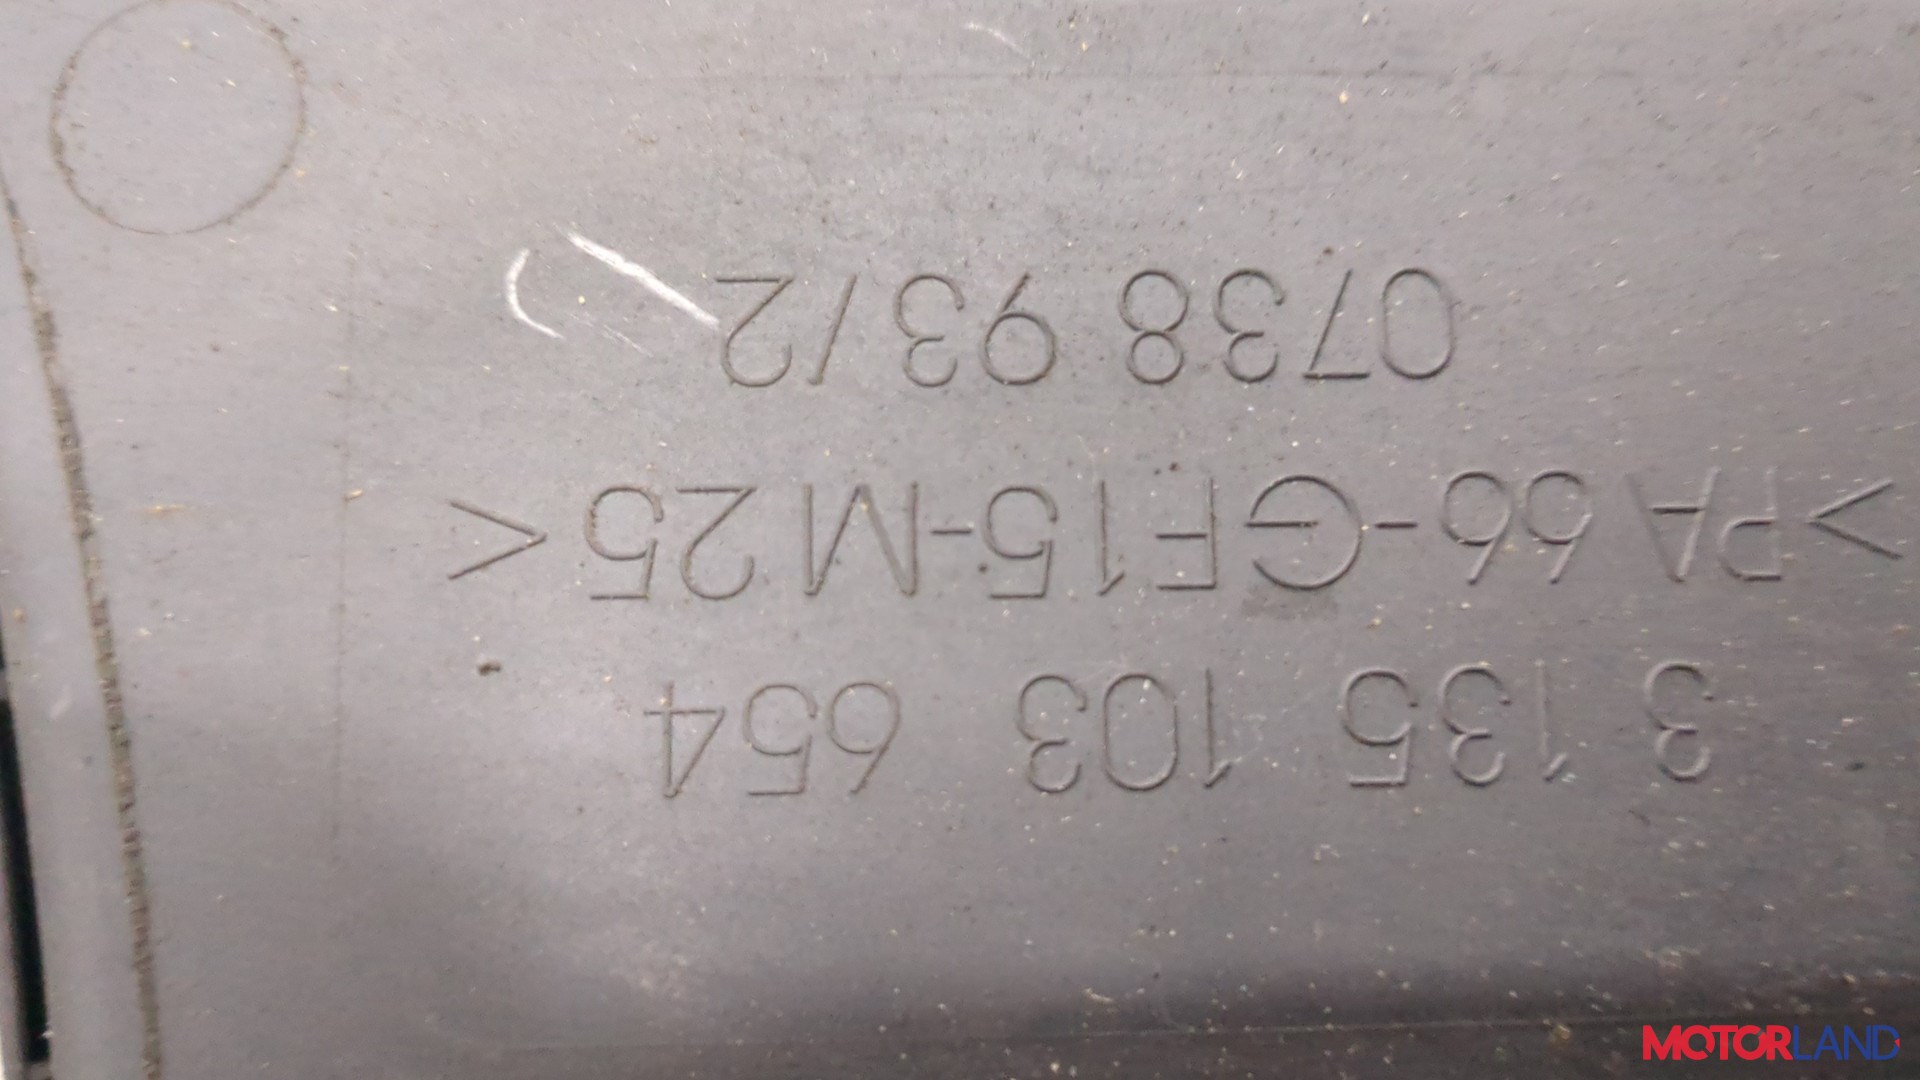 3 135 103 654
>PA 66-GF15-M25<
0738 93/2
MOTORLAND